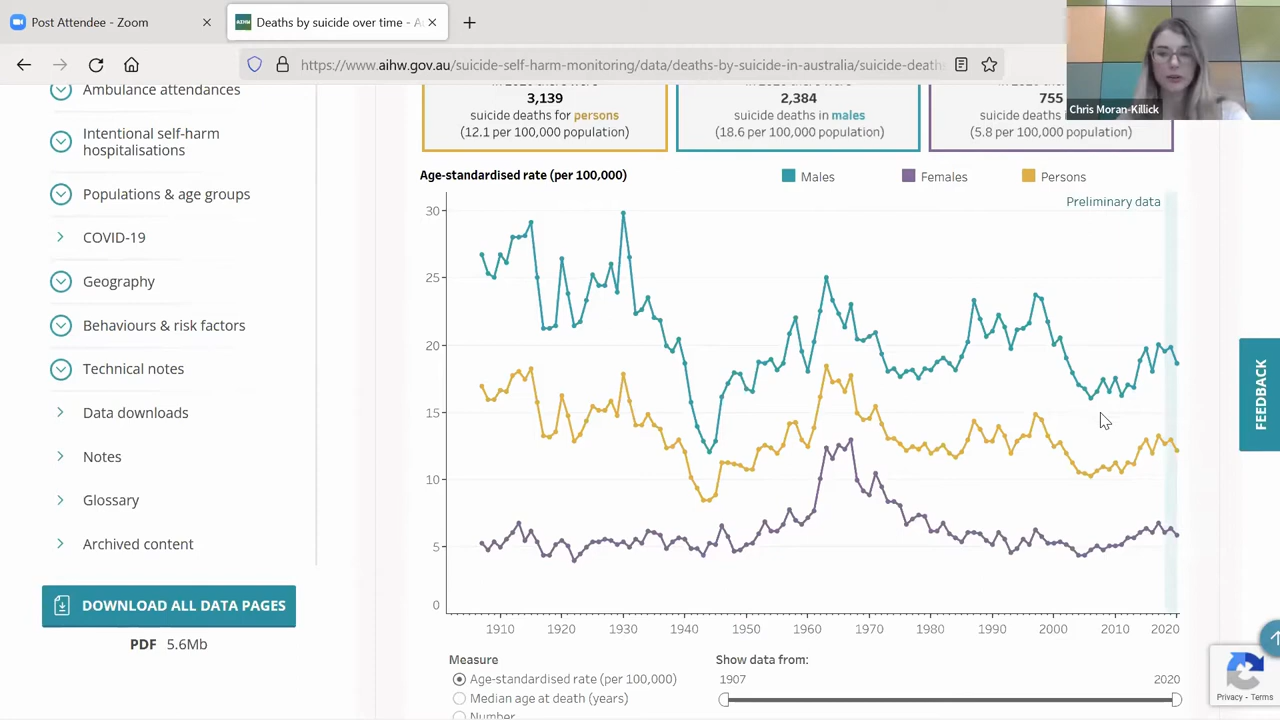 Post Attendee - Zoom
AIHW
Deaths by suicide over time - A
https://www.aihw.gov.au/suicide-self-harm-monitoring/data/deaths-by-suicide-in-australia/suicide-deaths
Chris Moran-Killick
Ambulance attendances
Intentional self-harm
hospitalisations
Populations & age groups
COVID-19
Geography
Behaviours & risk factors
Technical notes
Data downloads
Notes
Glossary
Archived content
DOWNLOAD ALL DATA PAGES
PDF 5.6Mb
3,139
suicide deaths for persons
(12.1 per 100,000 population)
2,384
suicide deaths in males
(18.6 per 100,000 population)
755
suicide deaths
(5.8 per 100,000 population)
Age-standardised rate (per 100,000)
Males
Females
Persons
Preliminary data
30
25
20
15
10
5
0
1910 1920 1930 1940 1950 1960 1970 1980 1990 2000 2010 2020
Measure
Age-standardised rate (per 100,000)
Median age at death (years)
Number
Show data from:
1907
2020
FEEDBACK
Privacy - Terms